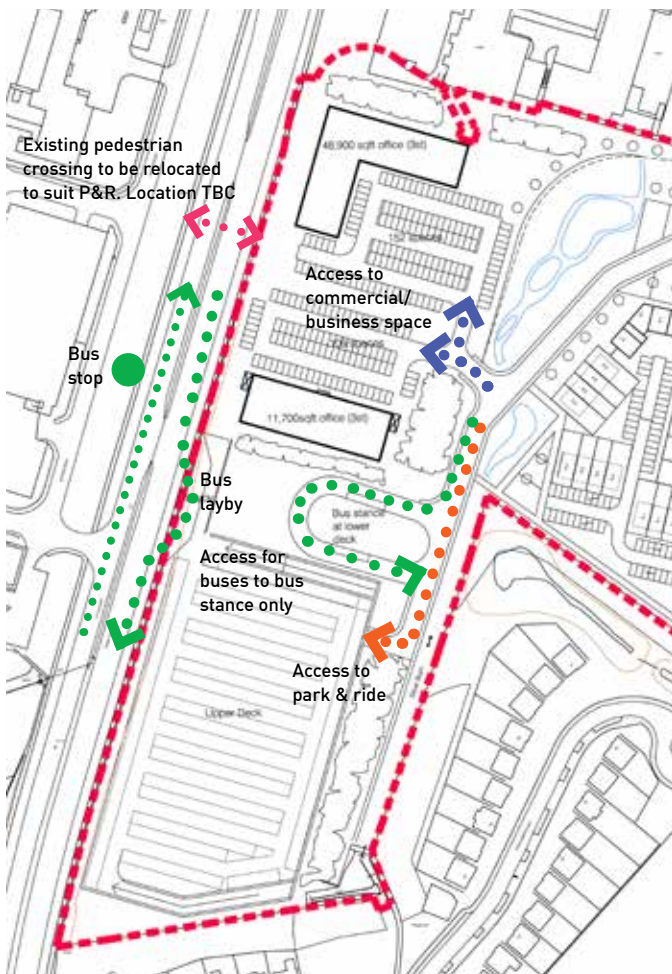 48,900 sqft office (3st)
Existing pedestrian
crossing to be relocated
to suit P&R. Location TBC
152 spaces
Access to
commercial/
business space
Bus
stop
11,700sqft office (3st)
Bus
layby
Bus stance
at lower
deck
Access for
buses to bus
stance only
Access to
park & ride
Upper Deck